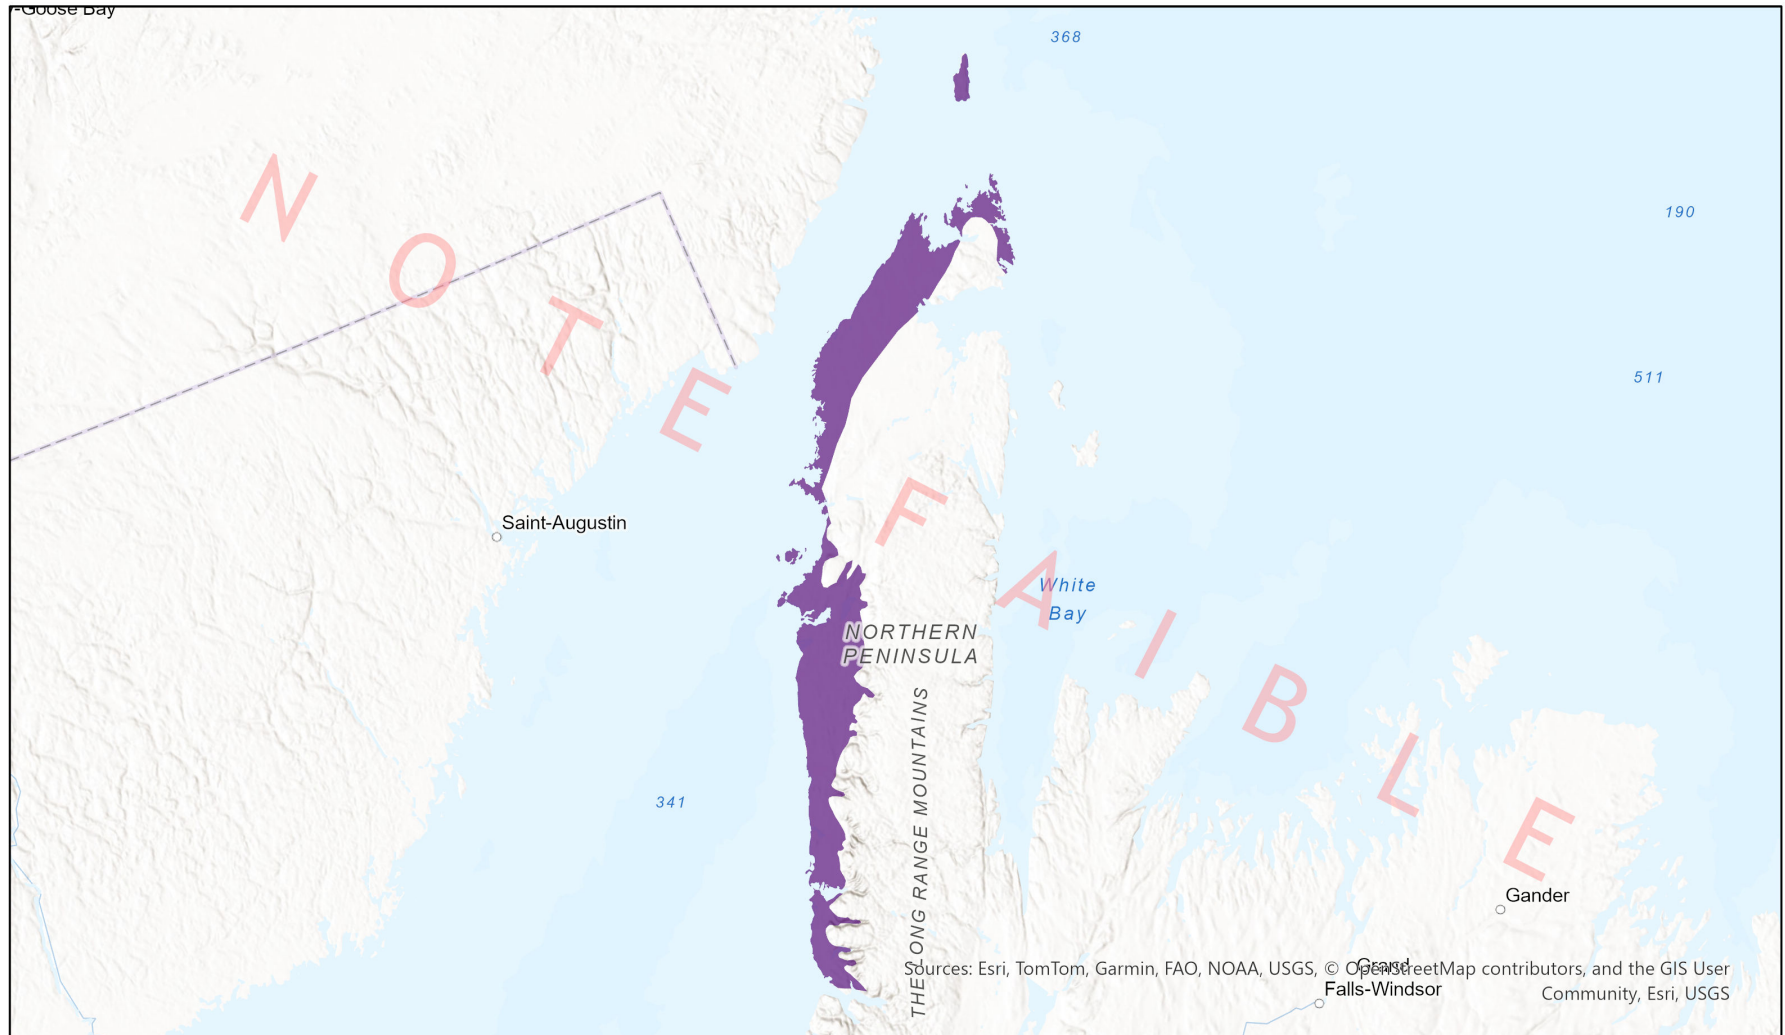 -Goose Bay
368
190
511
NOTE FAIBLE
Saint-Augustin
White
Bay
NORTHERN
PENINSULA
THE LONG RANGE MOUNTAINS
341
Gander
Grand
Falls-Windsor
Sources: Esri, TomTom, Garmin, FAO, NOAA, USGS, © OpenStreetMap contributors, and the GIS User
Community, Esri, USGS